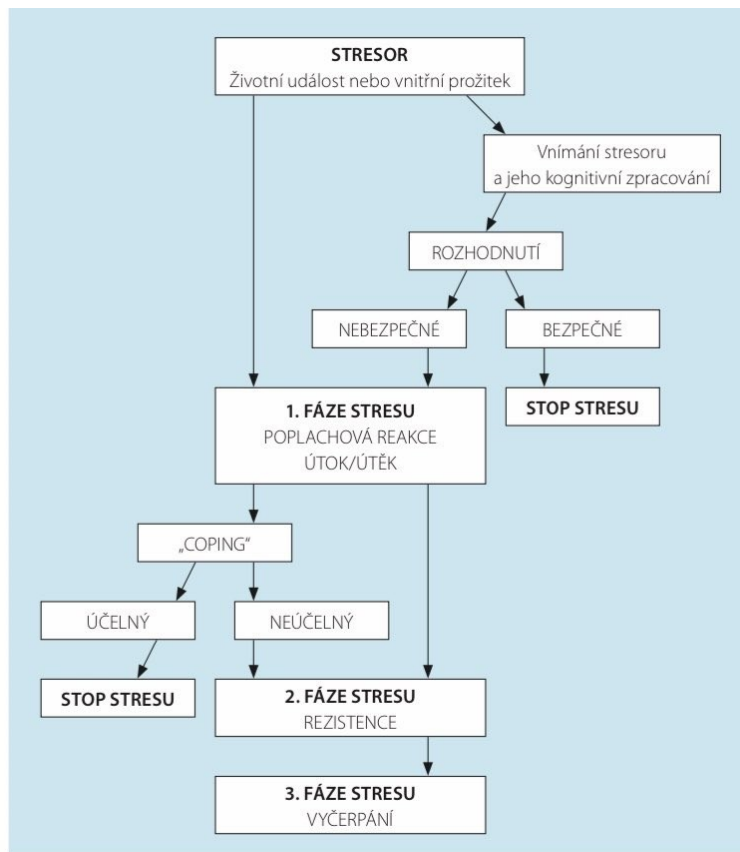 STRESOR
Životní událost nebo vnitřní prožitek
Vnímání stresoru
a jeho kognitivní zpracování
ROZHODNUTÍ
NEBEZPEČNÉ
BEZPEČNÉ
1. FÁZE STRESU
POPLACHOVÁ REAKCE
ÚTOK/ÚTĚK
STOP STRESU
„COPING“
ÚČELNÝ
NEÚČELNÝ
STOP STRESU
2. FÁZE STRESU
REZISTENCE
3. FÁZE STRESU
VYČERPÁNÍ